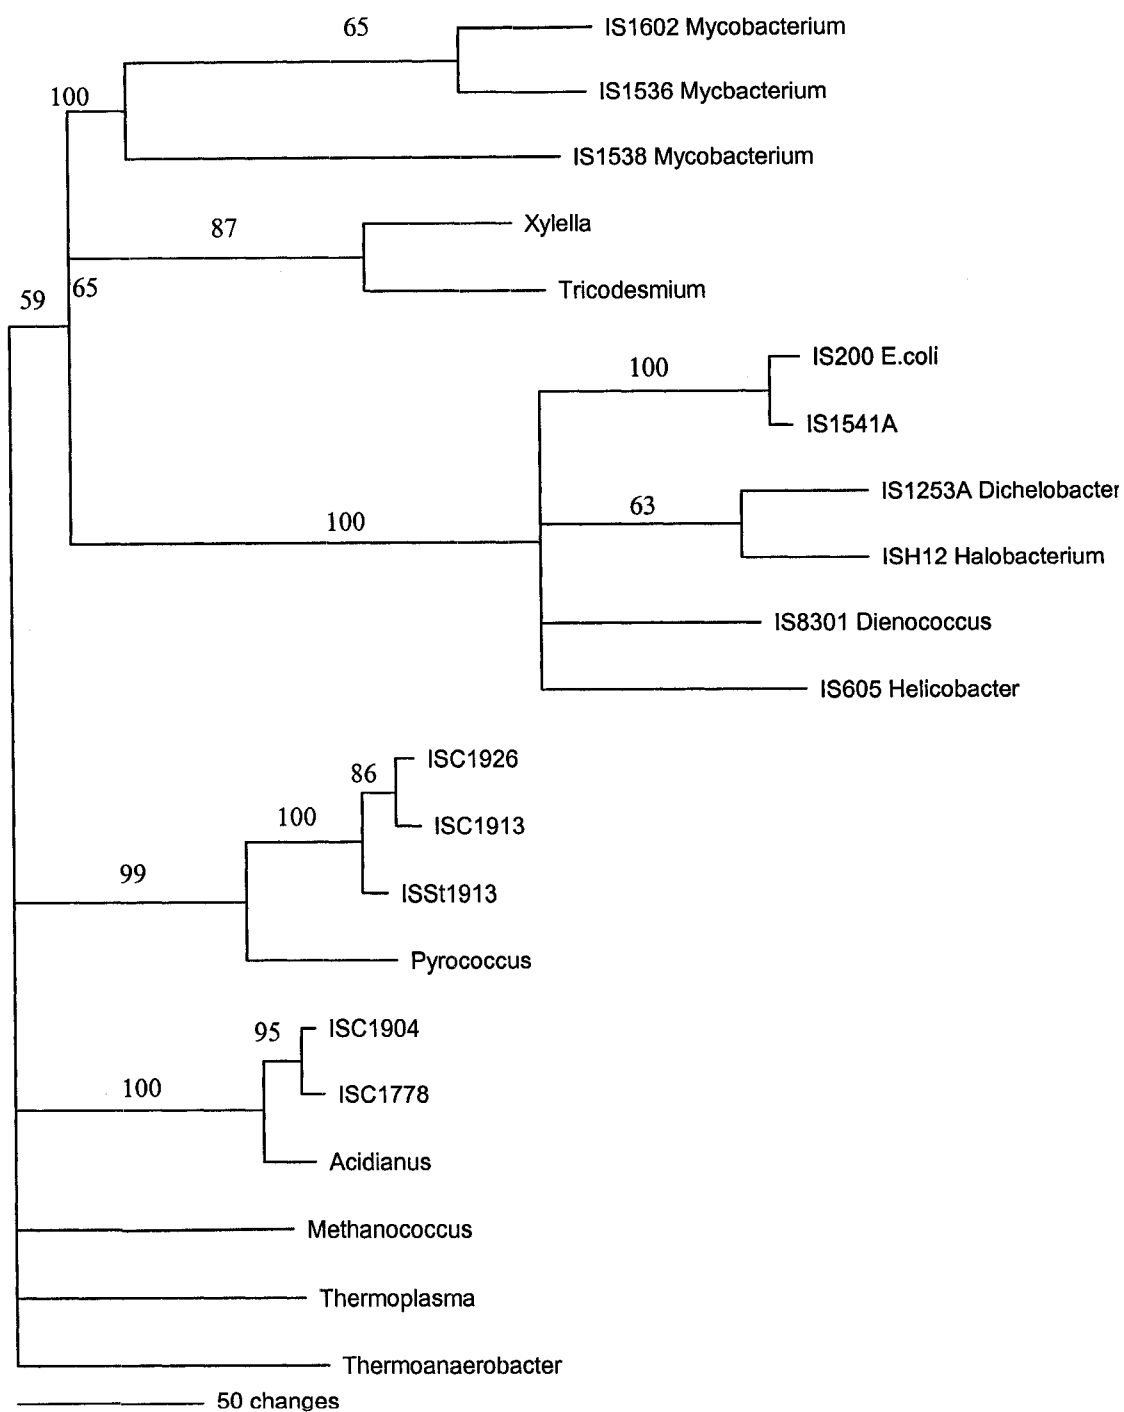 65
IS1602 Mycobacterium
IS1536 Mycbacterium
100
IS1538 Mycobacterium
87
Xylella
Tricodesmium
65
59
100
IS200 E.coli
IS1541A
63
IS1253A Dichelobacter
100
ISH12 Halobacterium
IS8301 Dienococcus
IS605 Helicobacter
86
ISC1926
100
ISC1913
99
ISSt1913
Pyrococcus
95
ISC1904
100
ISC1778
Acidianus
Methanococcus
Thermoplasma
Thermoanaerobacter
50 changes